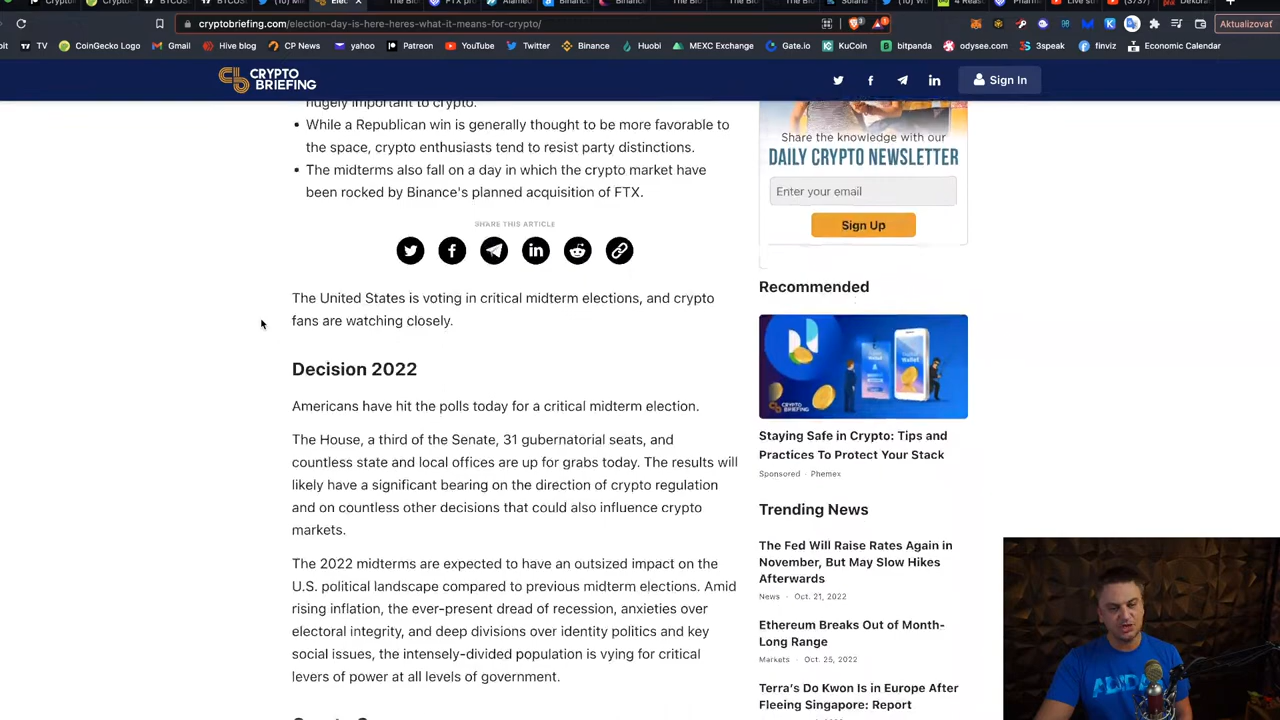 cryptobriefing.com/election-day-is-here-heres-what-it-means-for-crypto/
Aktualizovať
TV
CoinGecko Logo
Gmail
Hive blog
CP News
yahoo
Patreon
YouTube
Twitter
Binance
Huobi
MEXC Exchange
Gate.io
KuCoin
bitpanda
odysee.com
3speak
finviz
Economic Calendar
CRYPTO
BRIEFING
Sign In
hugely important to crypto.
• While a Republican win is generally thought to be more favorable to
the space, crypto enthusiasts tend to resist party distinctions.
• The midterms also fall on a day in which the crypto market have
been rocked by Binance's planned acquisition of FTX.
SHARE THIS ARTICLE
The United States is voting in critical midterm elections, and crypto
fans are watching closely.
Decision 2022
Americans have hit the polls today for a critical midterm election.
The House, a third of the Senate, 31 gubernatorial seats, and
countless state and local offices are up for grabs today. The results will
likely have a significant bearing on the direction of crypto regulation
and on countless other decisions that could also influence crypto
markets.
The 2022 midterms are expected to have an outsized impact on the
U.S. political landscape compared to previous midterm elections. Amid
rising inflation, the ever-present dread of recession, anxieties over
electoral integrity, and deep divisions over identity politics and key
social issues, the intensely-divided population is vying for critical
levers of power at all levels of government.
Share the knowledge with our
DAILY CRYPTO NEWSLETTER
Enter your email
Sign Up
Recommended
CRYPTO
BRIEFING
Staying Safe in Crypto: Tips and
Practices To Protect Your Stack
Sponsored · Phemex
Trending News
The Fed Will Raise Rates Again in
November, But May Slow Hikes
Afterwards
News · Oct. 21, 2022
Ethereum Breaks Out of Month-
Long Range
Markets · Oct. 25, 2022
Terra's Do Kwon Is in Europe After
Fleeing Singapore: Report